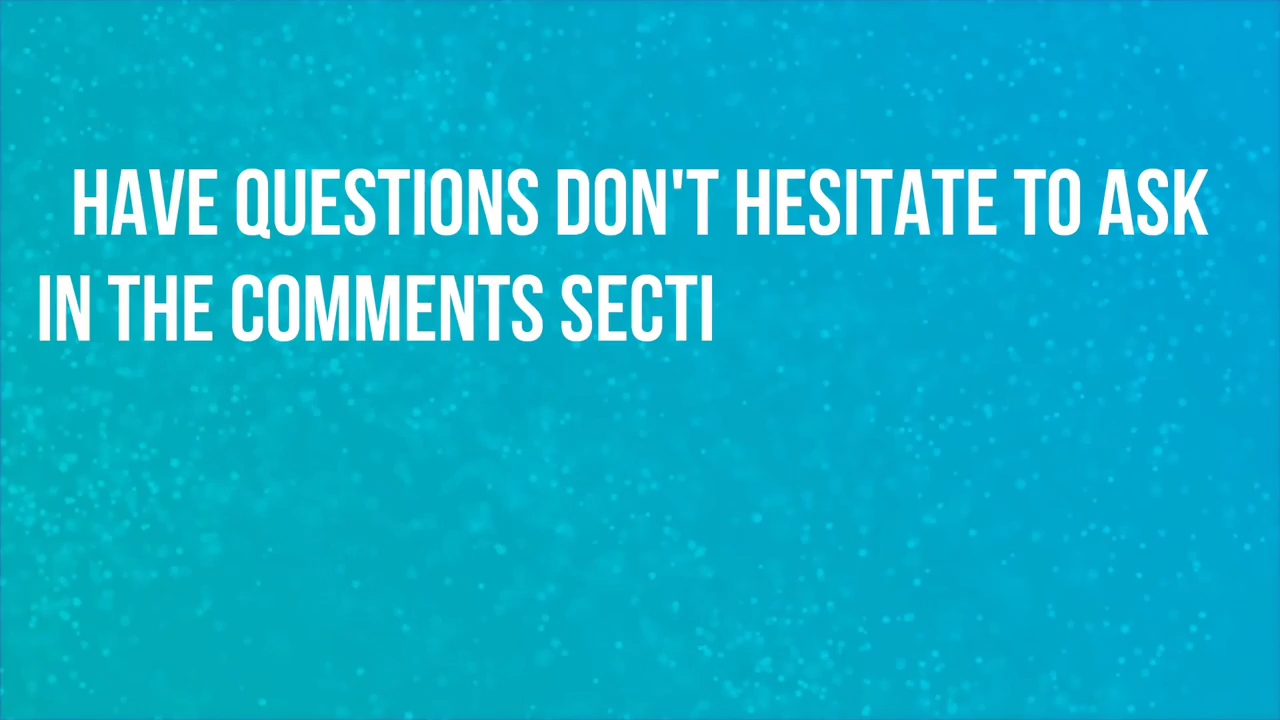 HAVE QUESTIONS DON'T HESITATE TO ASK
IN THE COMMENTS SECTI